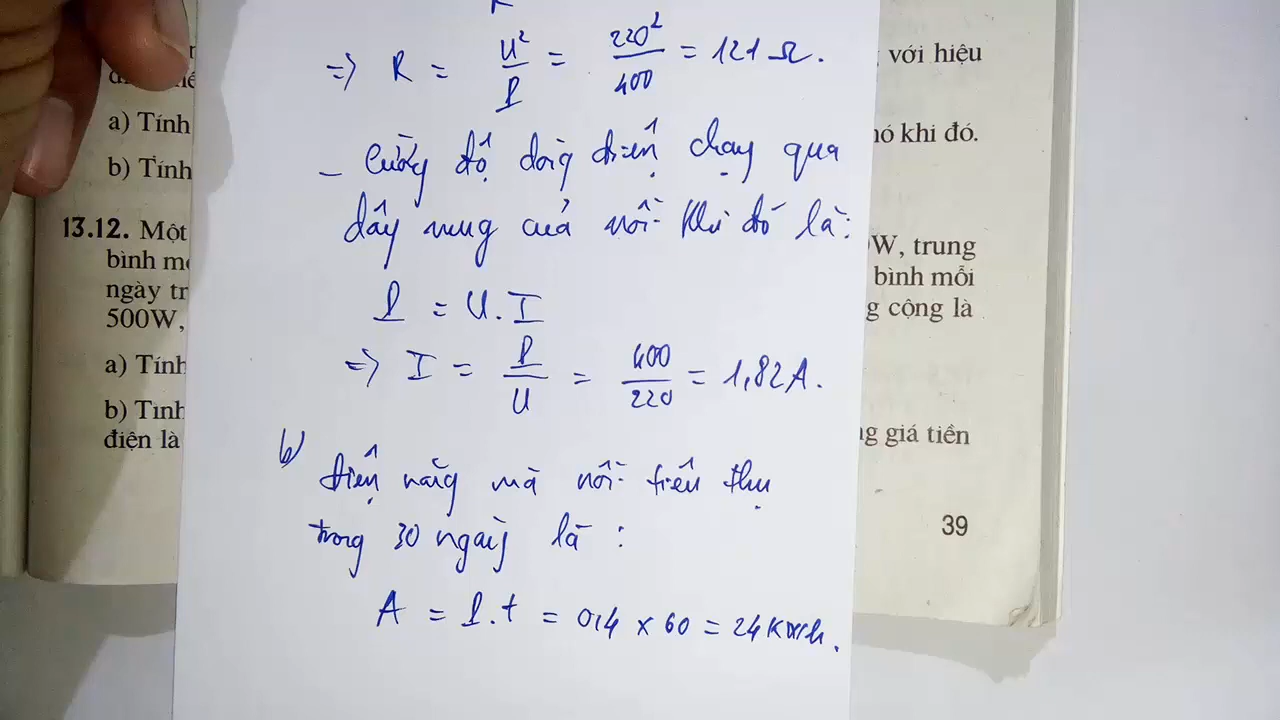 => R = U²/P = 220²/400 = 121 Ω.
– Cường độ dòng điện chạy qua
dây nung của nồi khi đó là:
P = U.I
=> I = P/U = 400/220 = 1,82A.
b) Điện năng mà nồi tiêu thụ
trong 30 ngày là :
A = P.t = 0,4 x 60 = 24 KWh.
với hiệu
a) Tính
nó khi đó.
b) Tính
13.12. Một
W, trung
bình
bình mỗi
ngày
g cộng là
500W,
a) Tính
b) Tính
điện là
giá tiền
39